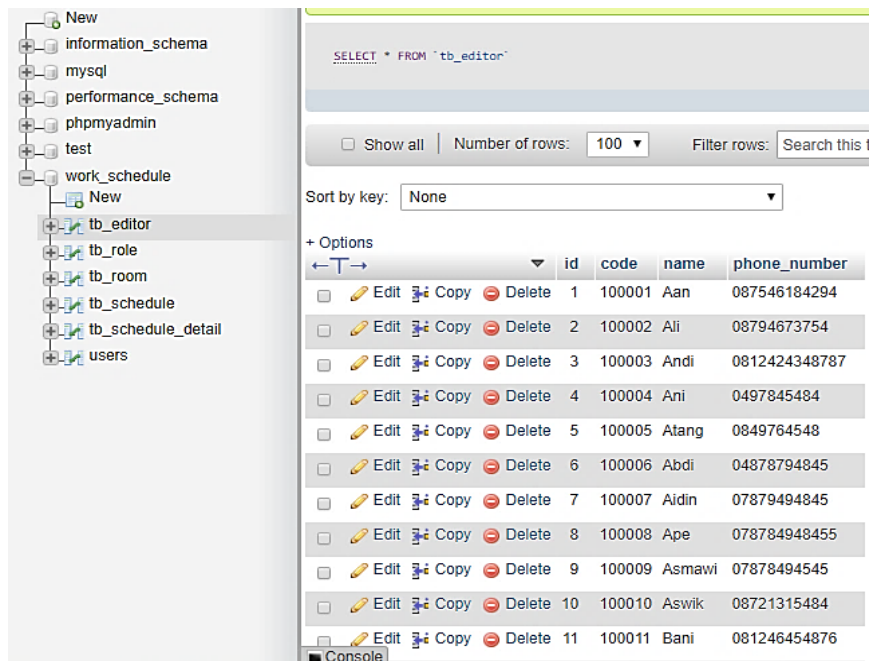 New
information_schema
mysql
performance_schema
phpmyadmin
test
work_schedule
New
tb_editor
tb_role
tb_room
tb_schedule
tb_schedule_detail
users
SELECT * FROM `tb_editor`
Show all Number of rows: 100 Filter rows: Search this t
Sort by key: None
+ Options
←T→ id code name phone_number
Edit Copy Delete 1 100001 Aan 087546184294
Edit Copy Delete 2 100002 Ali 08794673754
Edit Copy Delete 3 100003 Andi 0812424348787
Edit Copy Delete 4 100004 Ani 0497845484
Edit Copy Delete 5 100005 Atang 0849764548
Edit Copy Delete 6 100006 Abdi 04878794845
Edit Copy Delete 7 100007 Aidin 07879494845
Edit Copy Delete 8 100008 Ape 078784948455
Edit Copy Delete 9 100009 Asmawi 07878494545
Edit Copy Delete 10 100010 Aswik 08721315484
Edit Copy Delete 11 100011 Bani 081246454876
Console